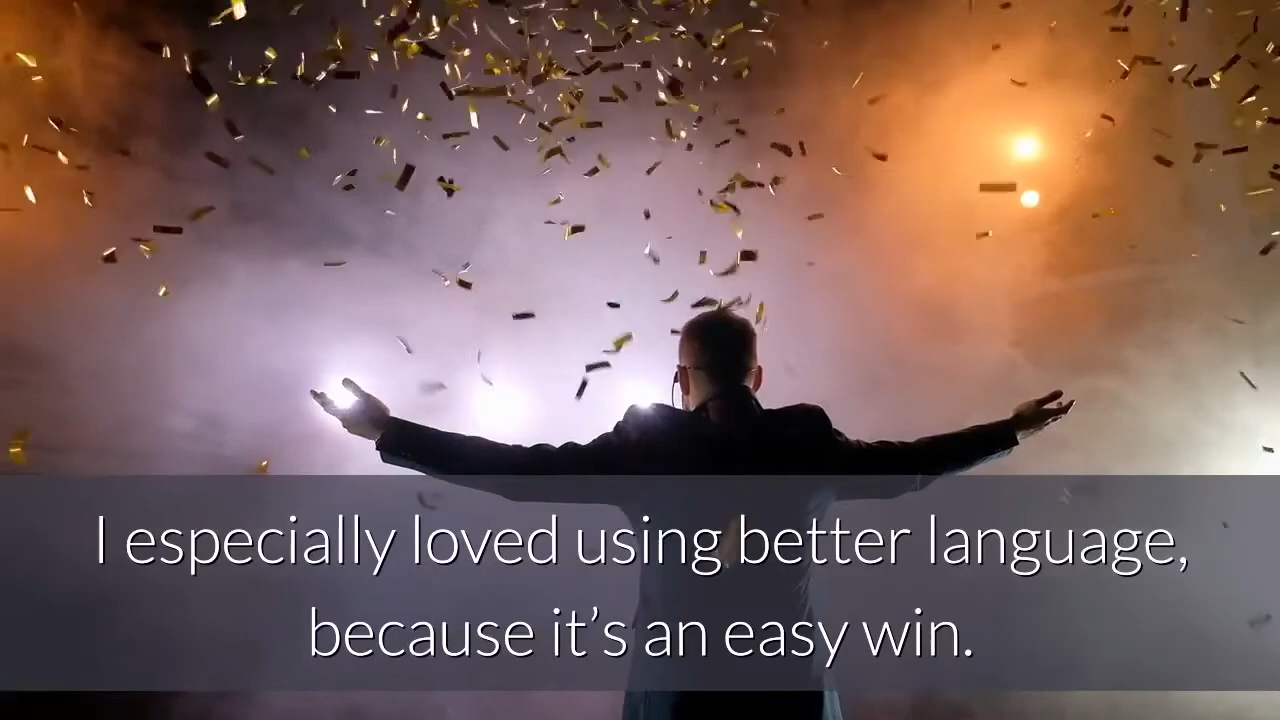 I especially loved using better language,
because it’s an easy win.